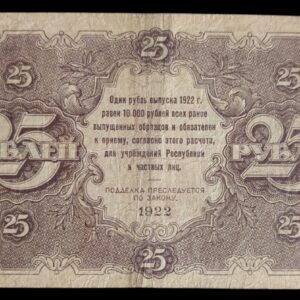 25 25
Один рубль выпуска 1922 г.
равен 10.000 рублей всех ранее
выпущенных образцов и обязателен
к приему, согласно этого расчета,
для учреждений Республики
и частных лиц.
25 25
РУБЛЕЙ РУБЛ
ПОДДЕЛКА ПРЕСЛЕДУЕТСЯ
ПО ЗАКОНУ.
1922
25 25